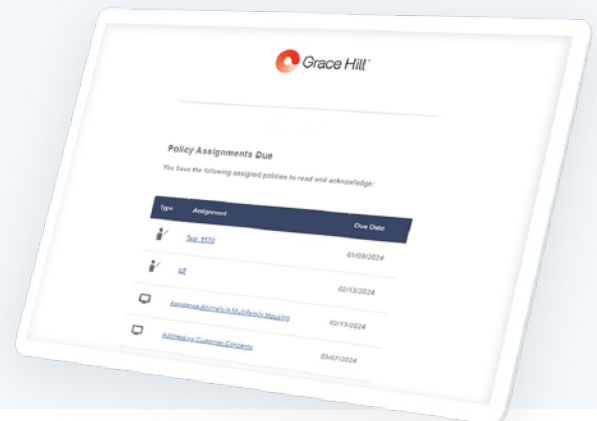 Grace Hill
Policy Assignments Due
You have the following assigned policies to read and acknowledge:
Type Assignment Due Date
01/09/2024
02/13/2024
Assistance Animals in Multifamily Housing 02/13/2024
Addressing Customer Concerns 03/07/2024